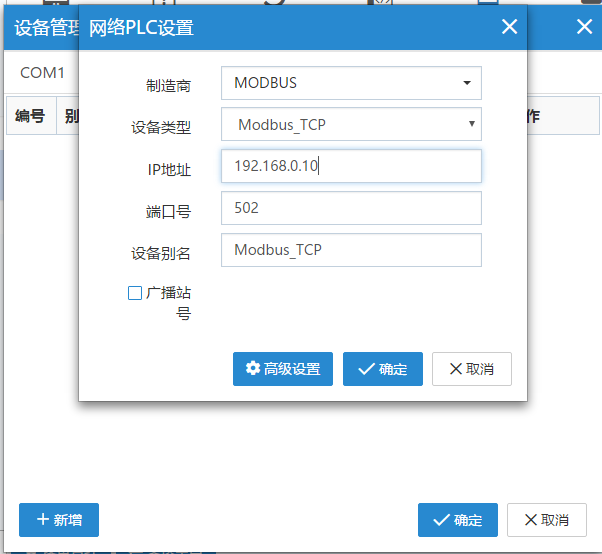 设备管理
网络PLC设置
COM1
编号
别
作
制造商
MODBUS
设备类型
Modbus_TCP
IP地址
192.168.0.10
端口号
502
设备别名
Modbus_TCP
广播站
号
高级设置
确定
取消
新增
确定
取消